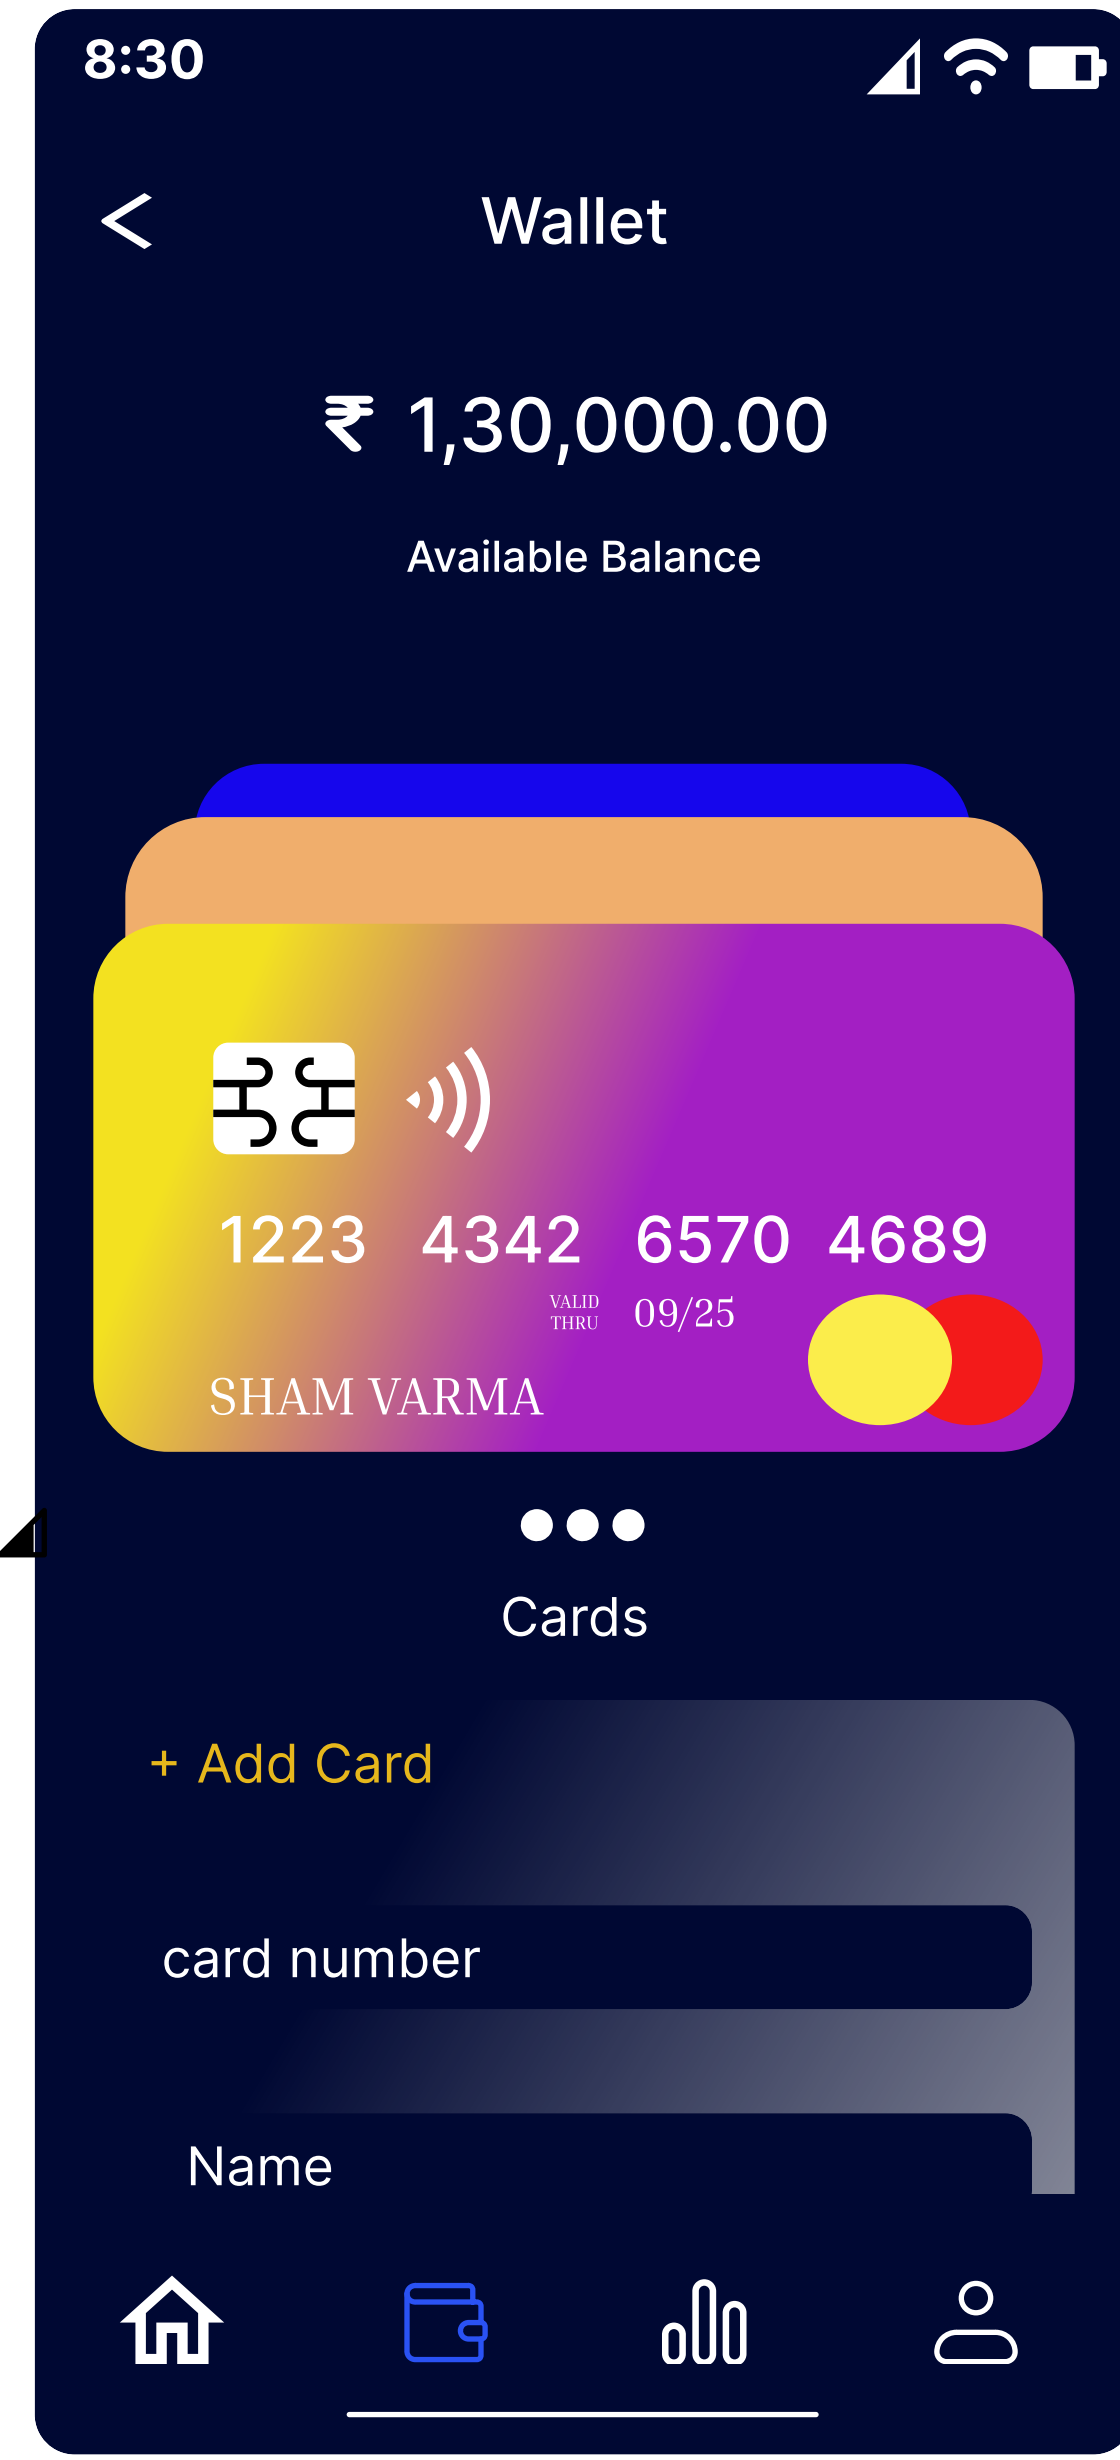 8:30
<
Wallet
₹ 1,30,000.00
Available Balance
1223 4342 6570 4689
VALID
THRU
09/25
SHAM VARMA
Cards
+ Add Card
card number
Name